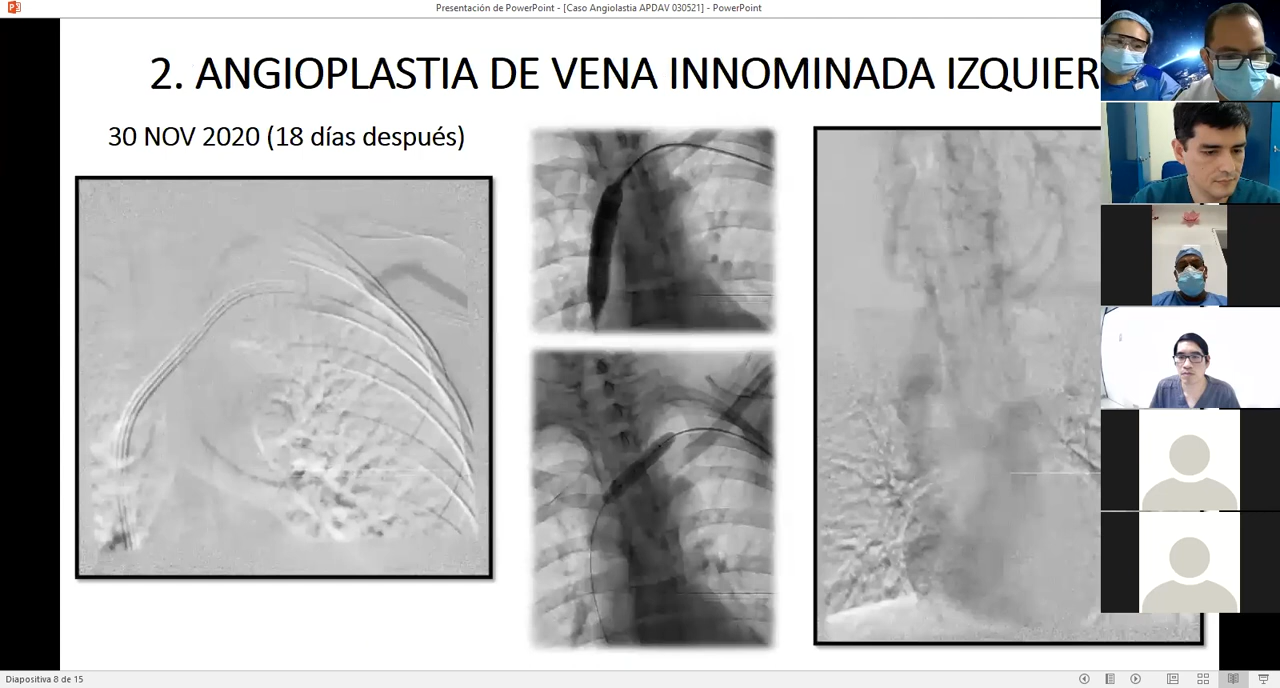 Presentación de PowerPoint - [Caso Angiolastia APDAV 030521] - PowerPoint
2. ANGIOPLASTIA DE VENA INNOMINADA IZQUIER
30 NOV 2020 (18 días después)
Diapositiva 8 de 15